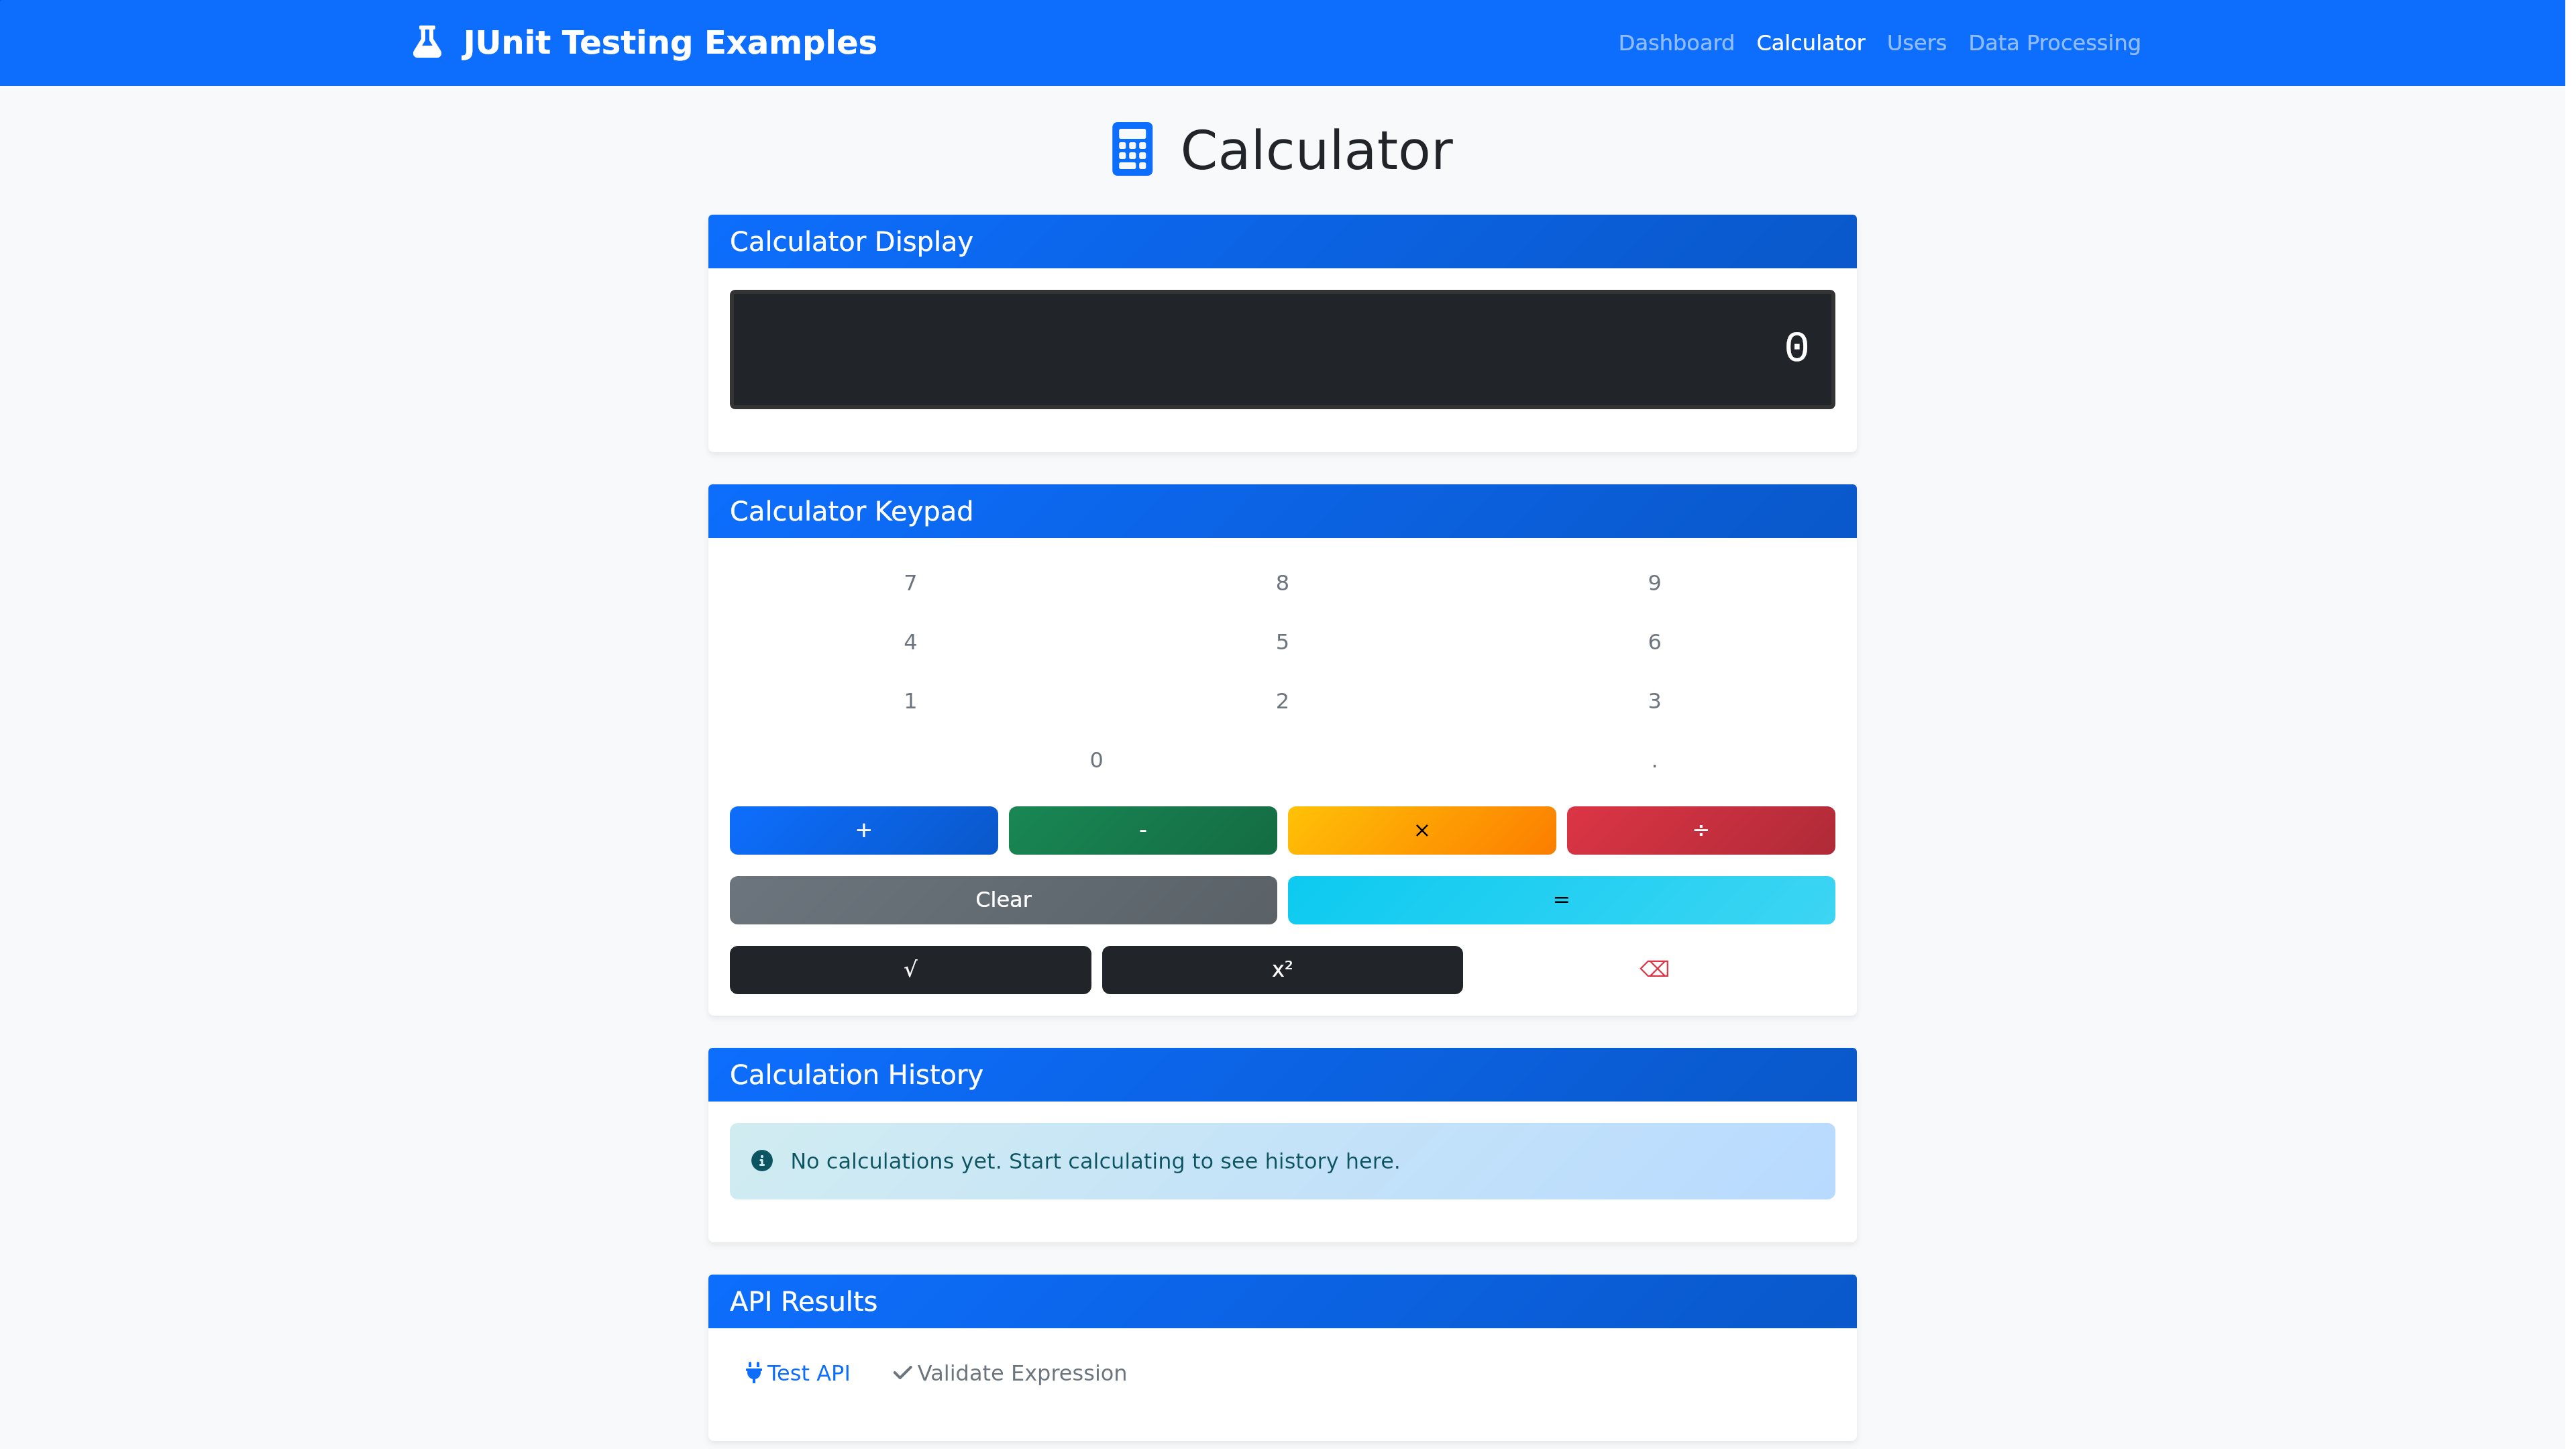 JUnit Testing Examples
Dashboard Calculator Users Data Processing
Calculator
Calculator Display
0
Calculator Keypad
7 8 9
4 5 6
1 2 3
0 .
+ - × ÷
Clear =
√ x² ⌫
Calculation History
No calculations yet. Start calculating to see history here.
API Results
Test API Validate Expression